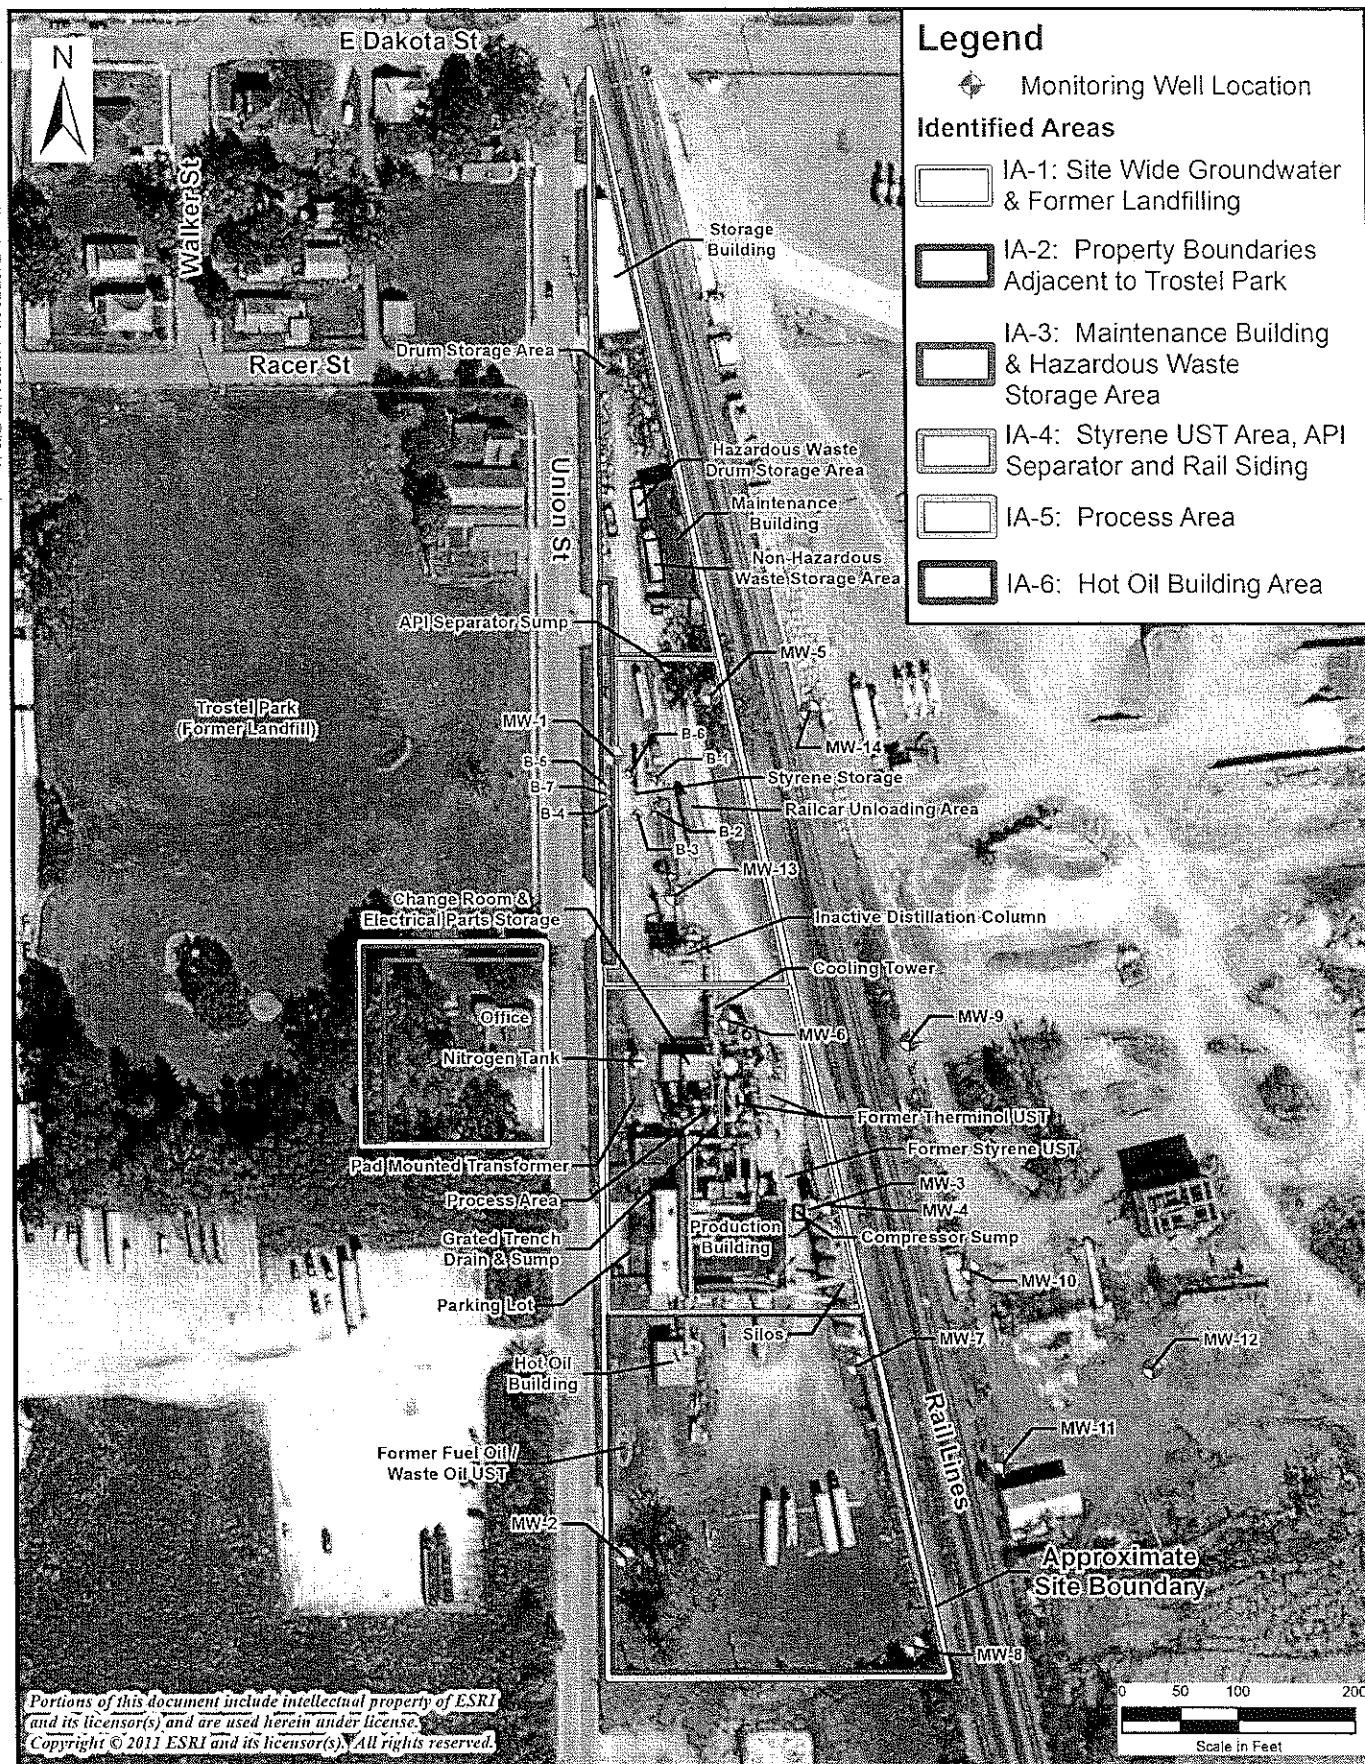 E Dakota St
N
Walker St
Racer St
Union St
Storage
Building
Drum Storage Area
Hazardous Waste
Drum Storage Area
Maintenance
Building
Non-Hazardous
Waste Storage Area
API Separator Sump
MW-5
Trostel Park
(Former Landfill)
MW-1
MW-14
B-6
B-5
B-1
Styrene Storage
B-7
B-4
Railcar Unloading Area
B-2
B-3
MW-13
Change Room &
Electrical Parts Storage
Inactive Distillation Column
Cooling Tower
Office
MW-9
MW-6
Nitrogen Tank
Former Therminol UST
Former Styrene UST
Pad Mounted Transformer
MW-3
Process Area
MW-4
Production
Building
Compressor Sump
Grated Trench
Drain & Sump
MW-10
Parking Lot
Silos
MW-7
MW-12
Hot Oil
Building
Rail Lines
MW-11
Former Fuel Oil /
Waste Oil UST
MW-2
Approximate
Site Boundary
MW-8
Legend
Monitoring Well Location
Identified Areas
IA-1: Site Wide Groundwater
& Former Landfilling
IA-2: Property Boundaries
Adjacent to Trostel Park
IA-3: Maintenance Building
& Hazardous Waste
Storage Area
IA-4: Styrene UST Area, API
Separator and Rail Siding
IA-5: Process Area
IA-6: Hot Oil Building Area
Portions of this document include intellectual property of ESRI
and its licensor(s) and are used herein under license.
Copyright © 2011 ESRI and its licensor(s). All rights reserved.
0 50 100 200
Scale in Feet